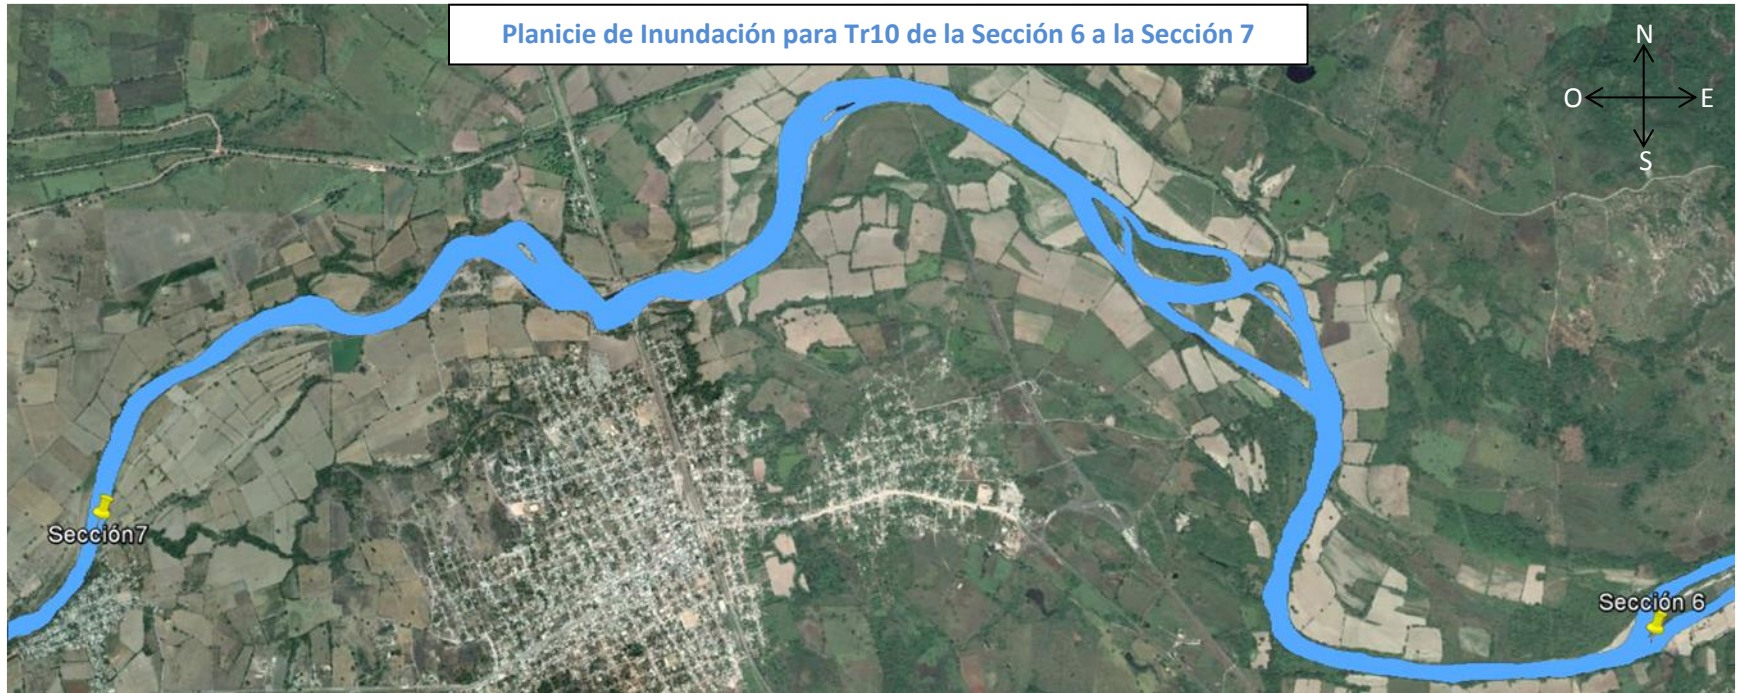 Planicie de Inundación para Tr10 de la Sección 6 a la Sección 7
N
O E
S
Sección7
Sección 6